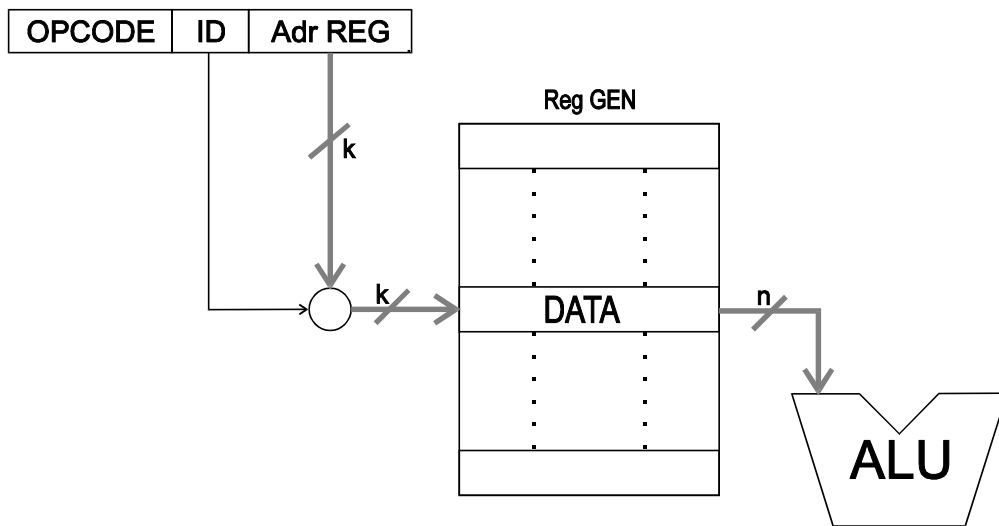 OPCODE ID Adr REG
Reg GEN
k
k
DATA
n
ALU